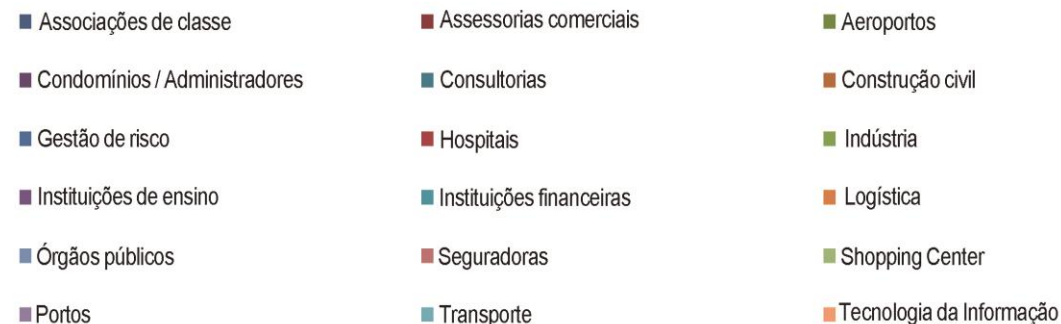 Associações de classe
Assessorias comerciais
Aeroportos
Condomínios / Administradores
Consultorias
Construção civil
Gestão de risco
Hospitais
Indústria
Instituições de ensino
Instituições financeiras
Logística
Órgãos públicos
Seguradoras
Shopping Center
Portos
Transporte
Tecnologia da Informação